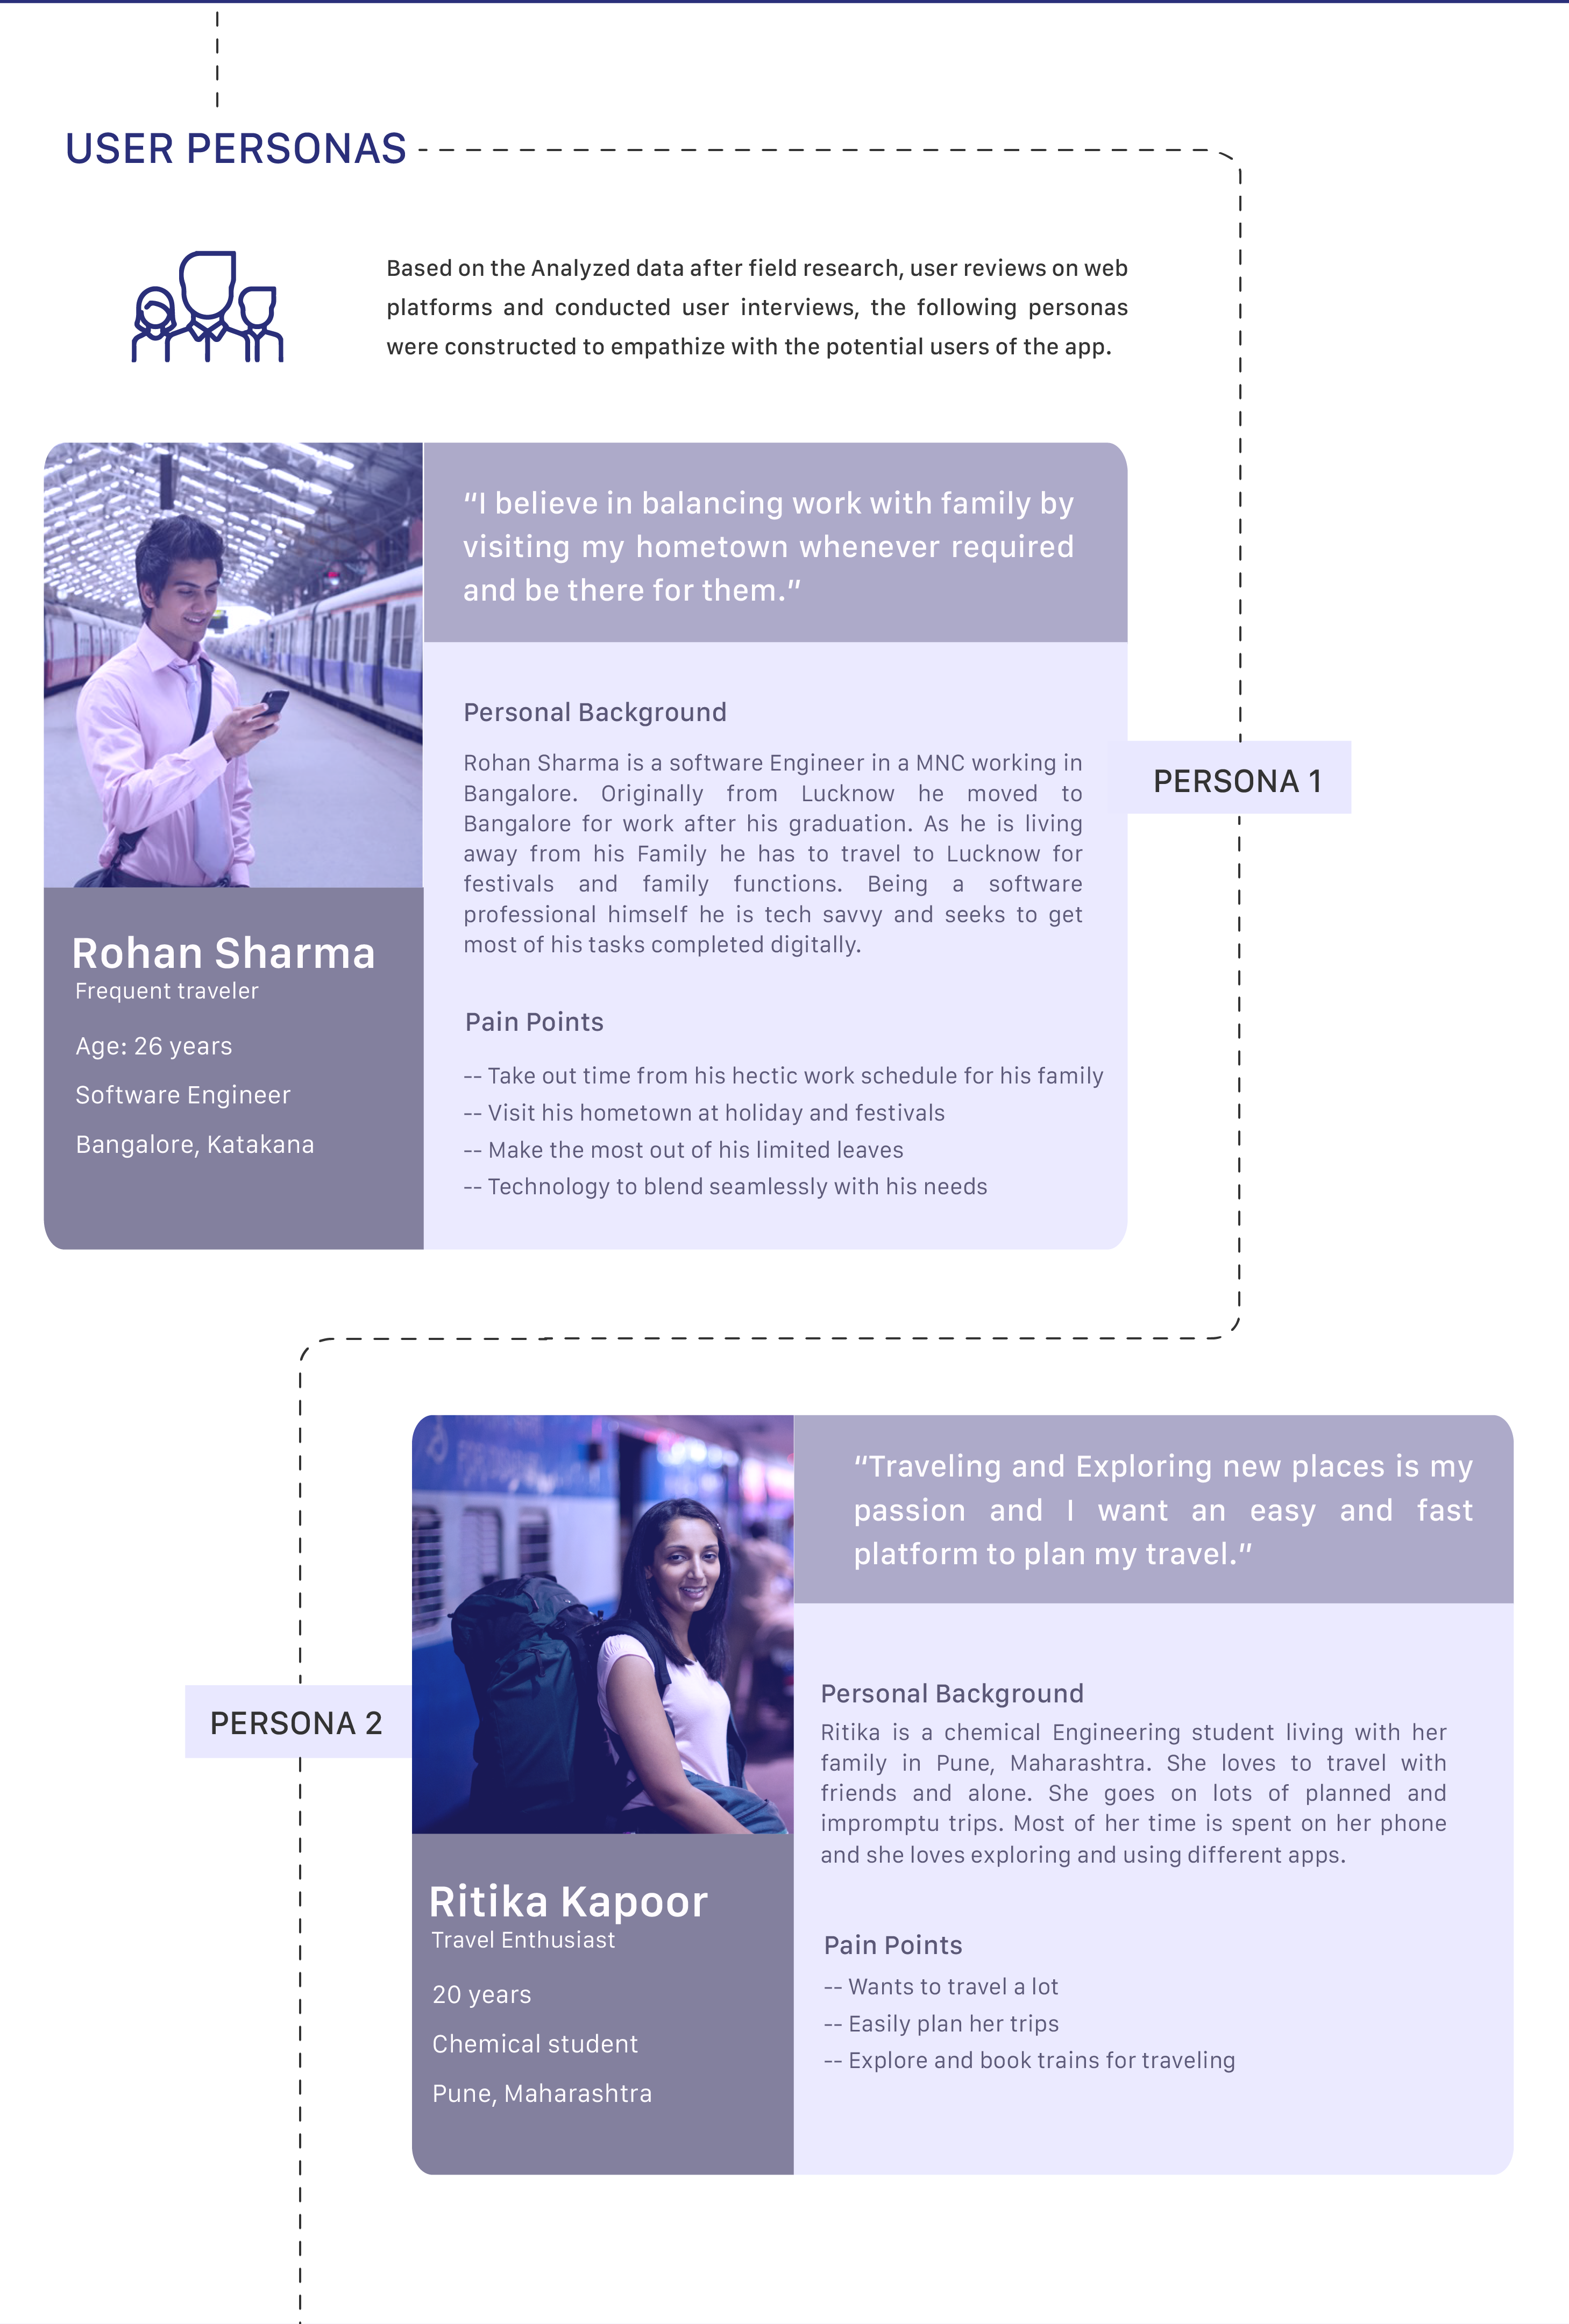 USER PERSONAS
Based on the Analyzed data after field research, user reviews on web
platforms and conducted user interviews, the following personas
were constructed to empathize with the potential users of the app.
“I believe in balancing work with family by
visiting my hometown whenever required
and be there for them.”
Personal Background
Rohan Sharma is a software Engineer in a MNC working in
Bangalore. Originally from Lucknow he moved to
Bangalore for work after his graduation. As he is living
away from his Family he has to travel to Lucknow for
festivals and family functions. Being a software
professional himself he is tech savvy and seeks to get
most of his tasks completed digitally.
PERSONA 1
Rohan Sharma
Frequent traveler
Age: 26 years
Software Engineer
Bangalore, Katakana
Pain Points
-- Take out time from his hectic work schedule for his family
-- Visit his hometown at holiday and festivals
-- Make the most out of his limited leaves
-- Technology to blend seamlessly with his needs
“Traveling and Exploring new places is my
passion and I want an easy and fast
platform to plan my travel.”
PERSONA 2
Personal Background
Ritika is a chemical Engineering student living with her
family in Pune, Maharashtra. She loves to travel with
friends and alone. She goes on lots of planned and
impromptu trips. Most of her time is spent on her phone
and she loves exploring and using different apps.
Ritika Kapoor
Travel Enthusiast
20 years
Chemical student
Pune, Maharashtra
Pain Points
-- Wants to travel a lot
-- Easily plan her trips
-- Explore and book trains for traveling